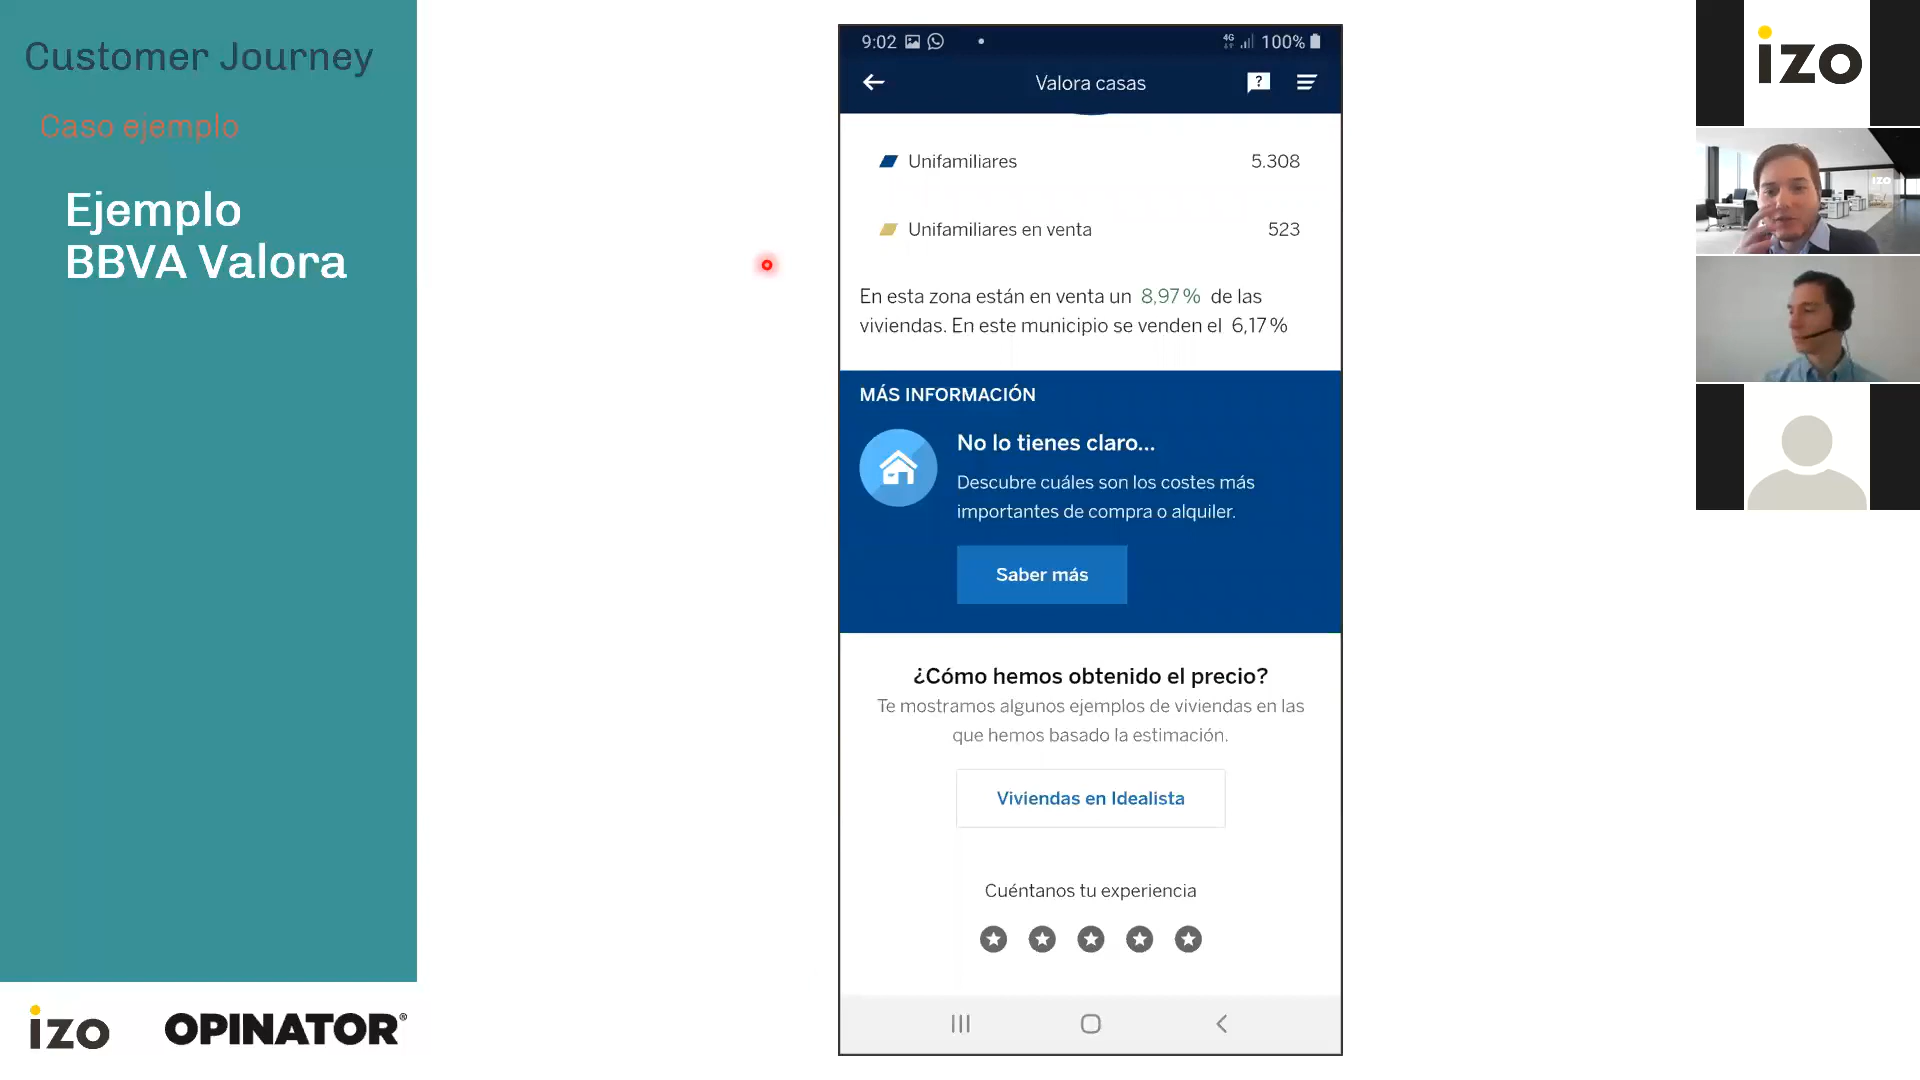 Customer Journey
Caso ejemplo
Ejemplo
BBVA Valora
izo
OPINATOR®
9:02
4G
100%
Valora casas
?
Unifamiliares 5.308
Unifamiliares en venta 523
En esta zona están en venta un 8,97% de las
viviendas. En este municipio se venden el 6,17%
MÁS INFORMACIÓN
No lo tienes claro...
Descubre cuáles son los costes más
importantes de compra o alquiler.
Saber más
¿Cómo hemos obtenido el precio?
Te mostramos algunos ejemplos de viviendas en las
que hemos basado la estimación.
Viviendas en Idealista
Cuéntanos tu experiencia
izo
izo